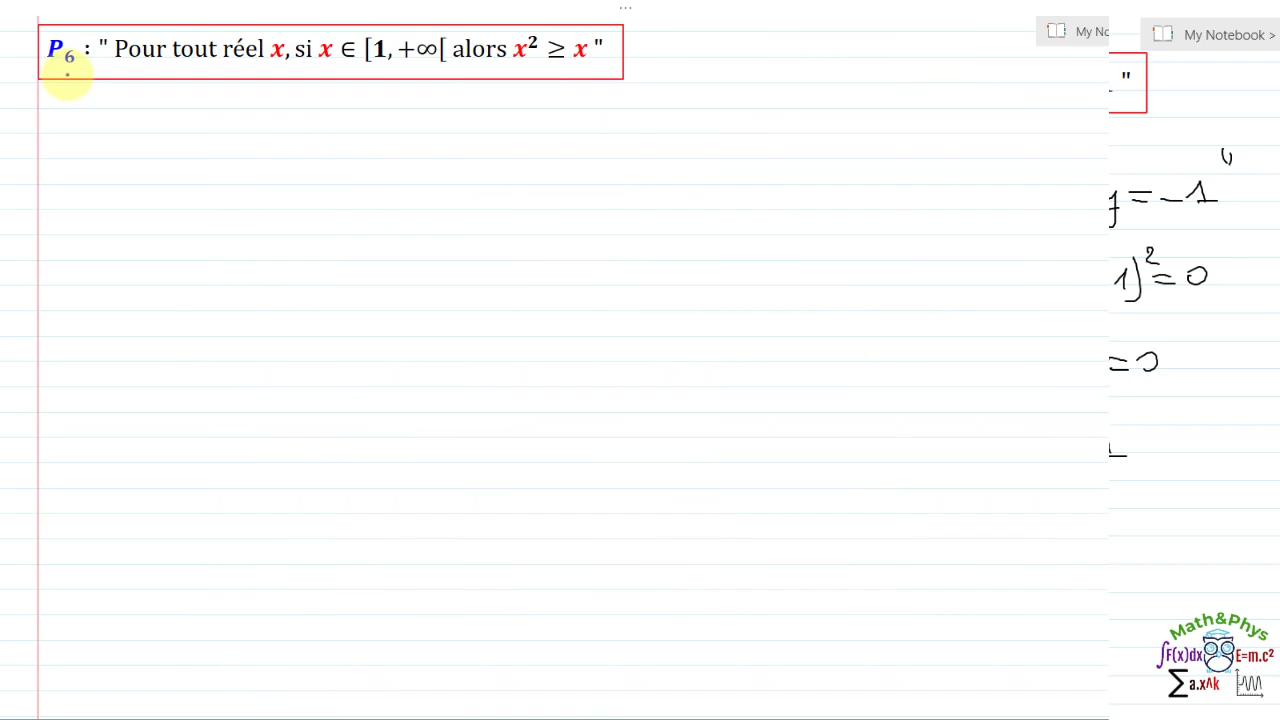 P₆ : " Pour tout réel x, si x ∈ [1, +∞[ alors x² ≥ x "
My No
My Notebook >
"
y = -1
1)² = 0
= 0
Math&Phys
∫F(x)dx E=m.c²
∑ a.x^k